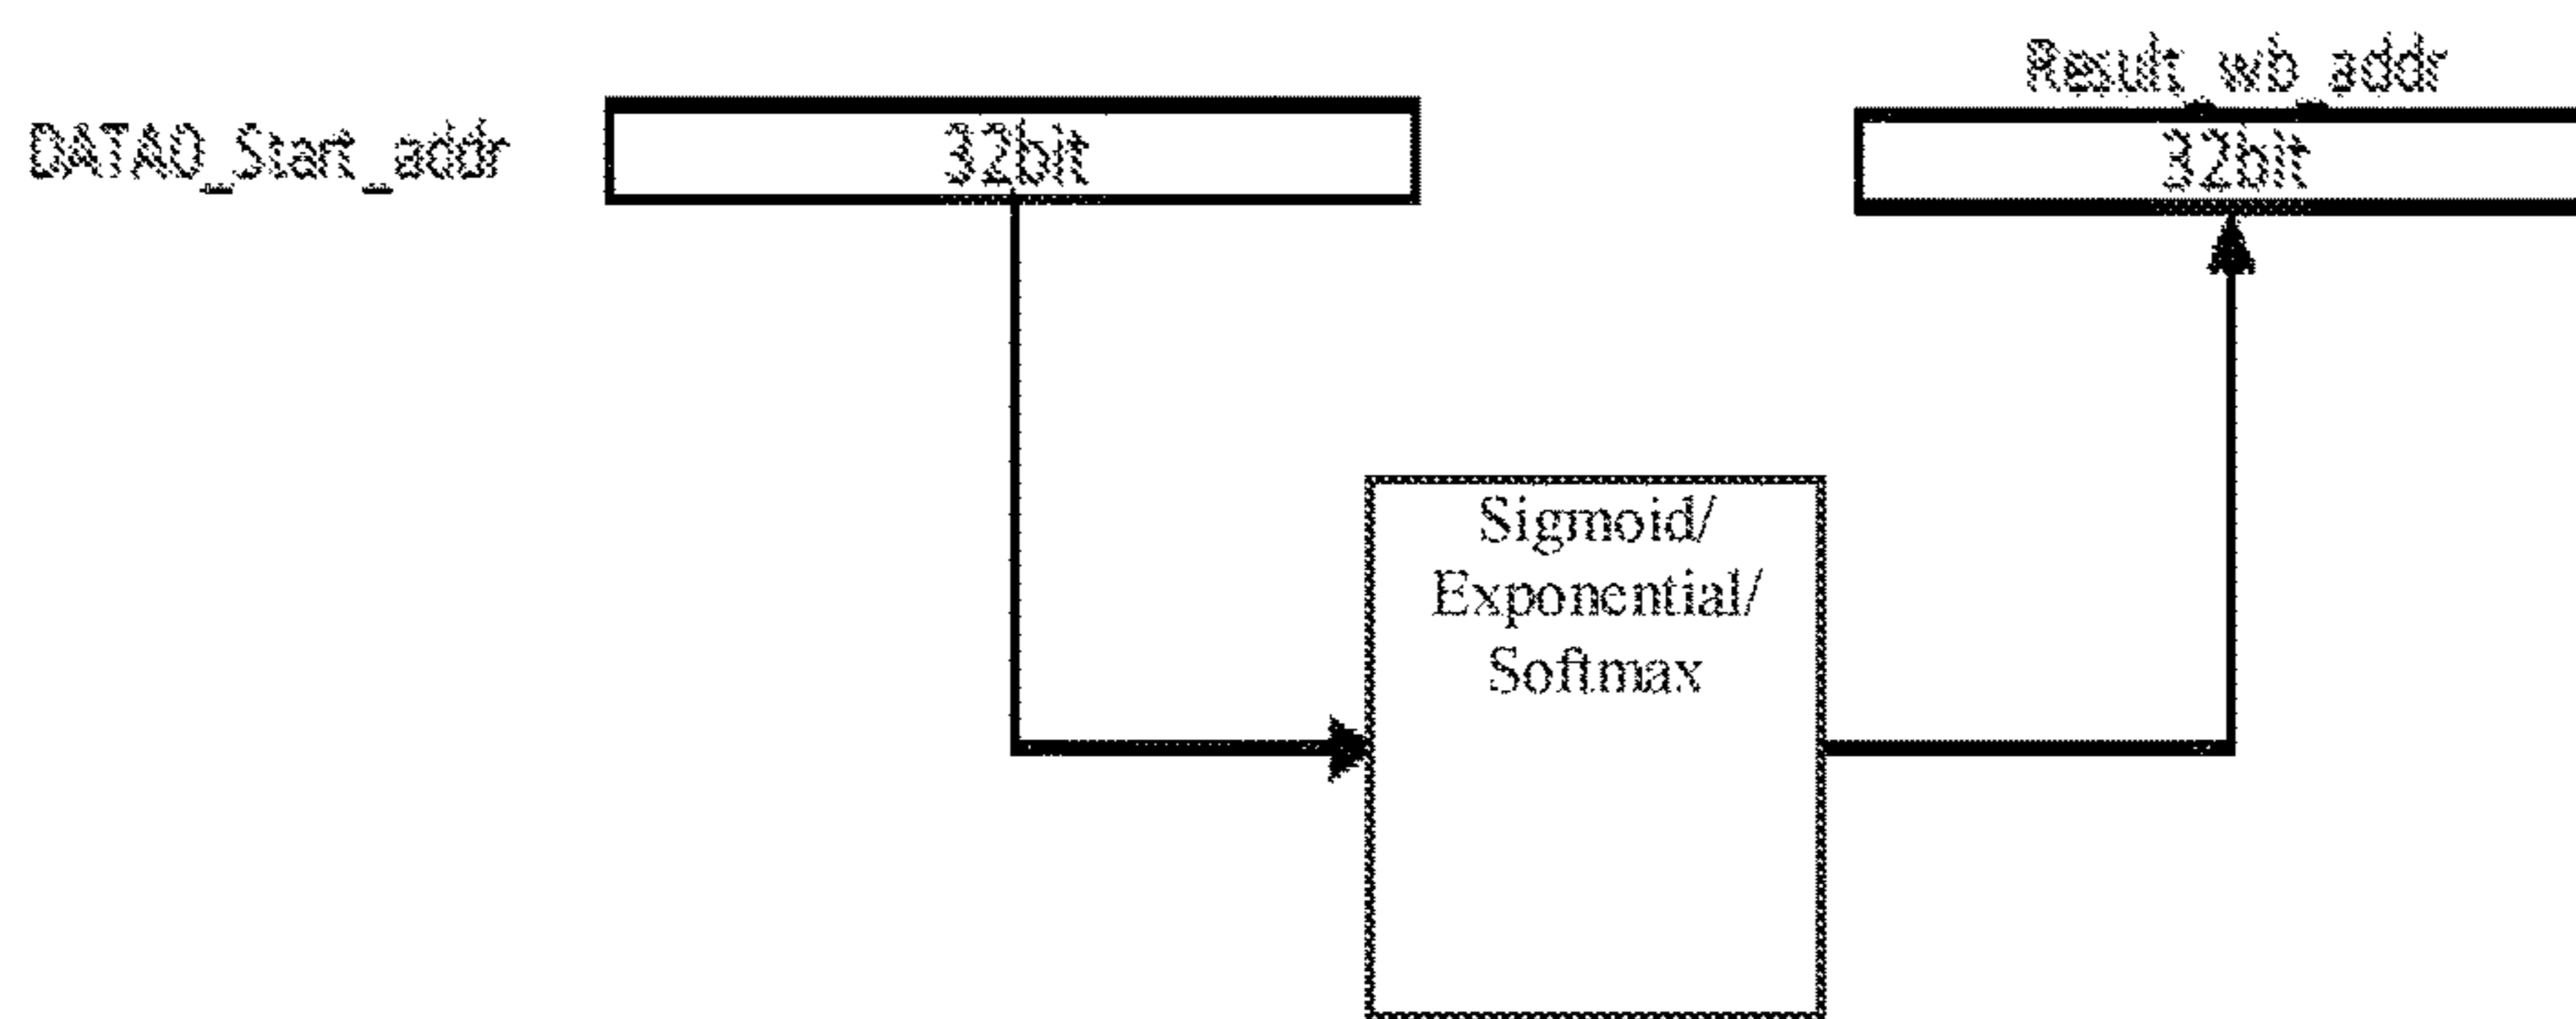 DATA0_Start_addr
32bit
Result_wb_addr
32bit
Sigmoid/
Exponential/
Softmax